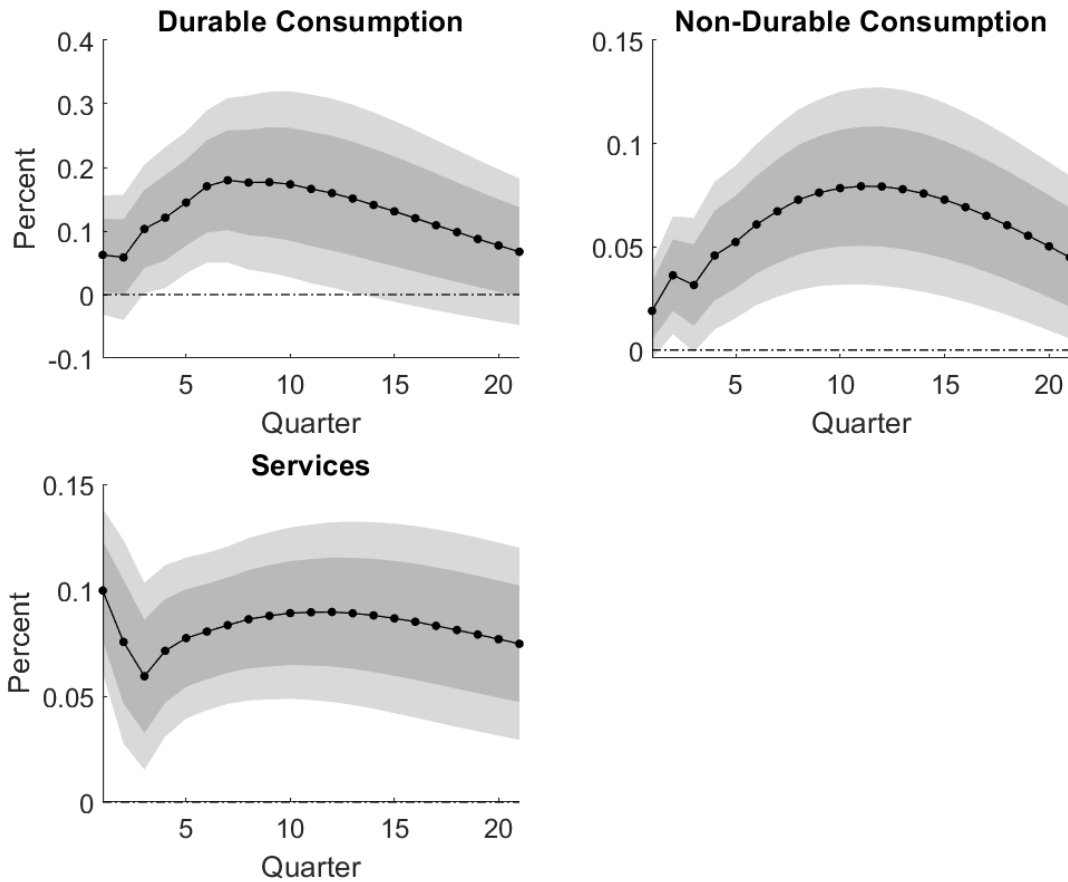 Durable Consumption
0.4
0.3
0.2
0.1
0
-0.1
Percent
5 10 15 20
Quarter
Non-Durable Consumption
0.15
0.1
0.05
0
5 10 15 20
Quarter
Services
0.15
0.1
0.05
0
Percent
5 10 15 20
Quarter